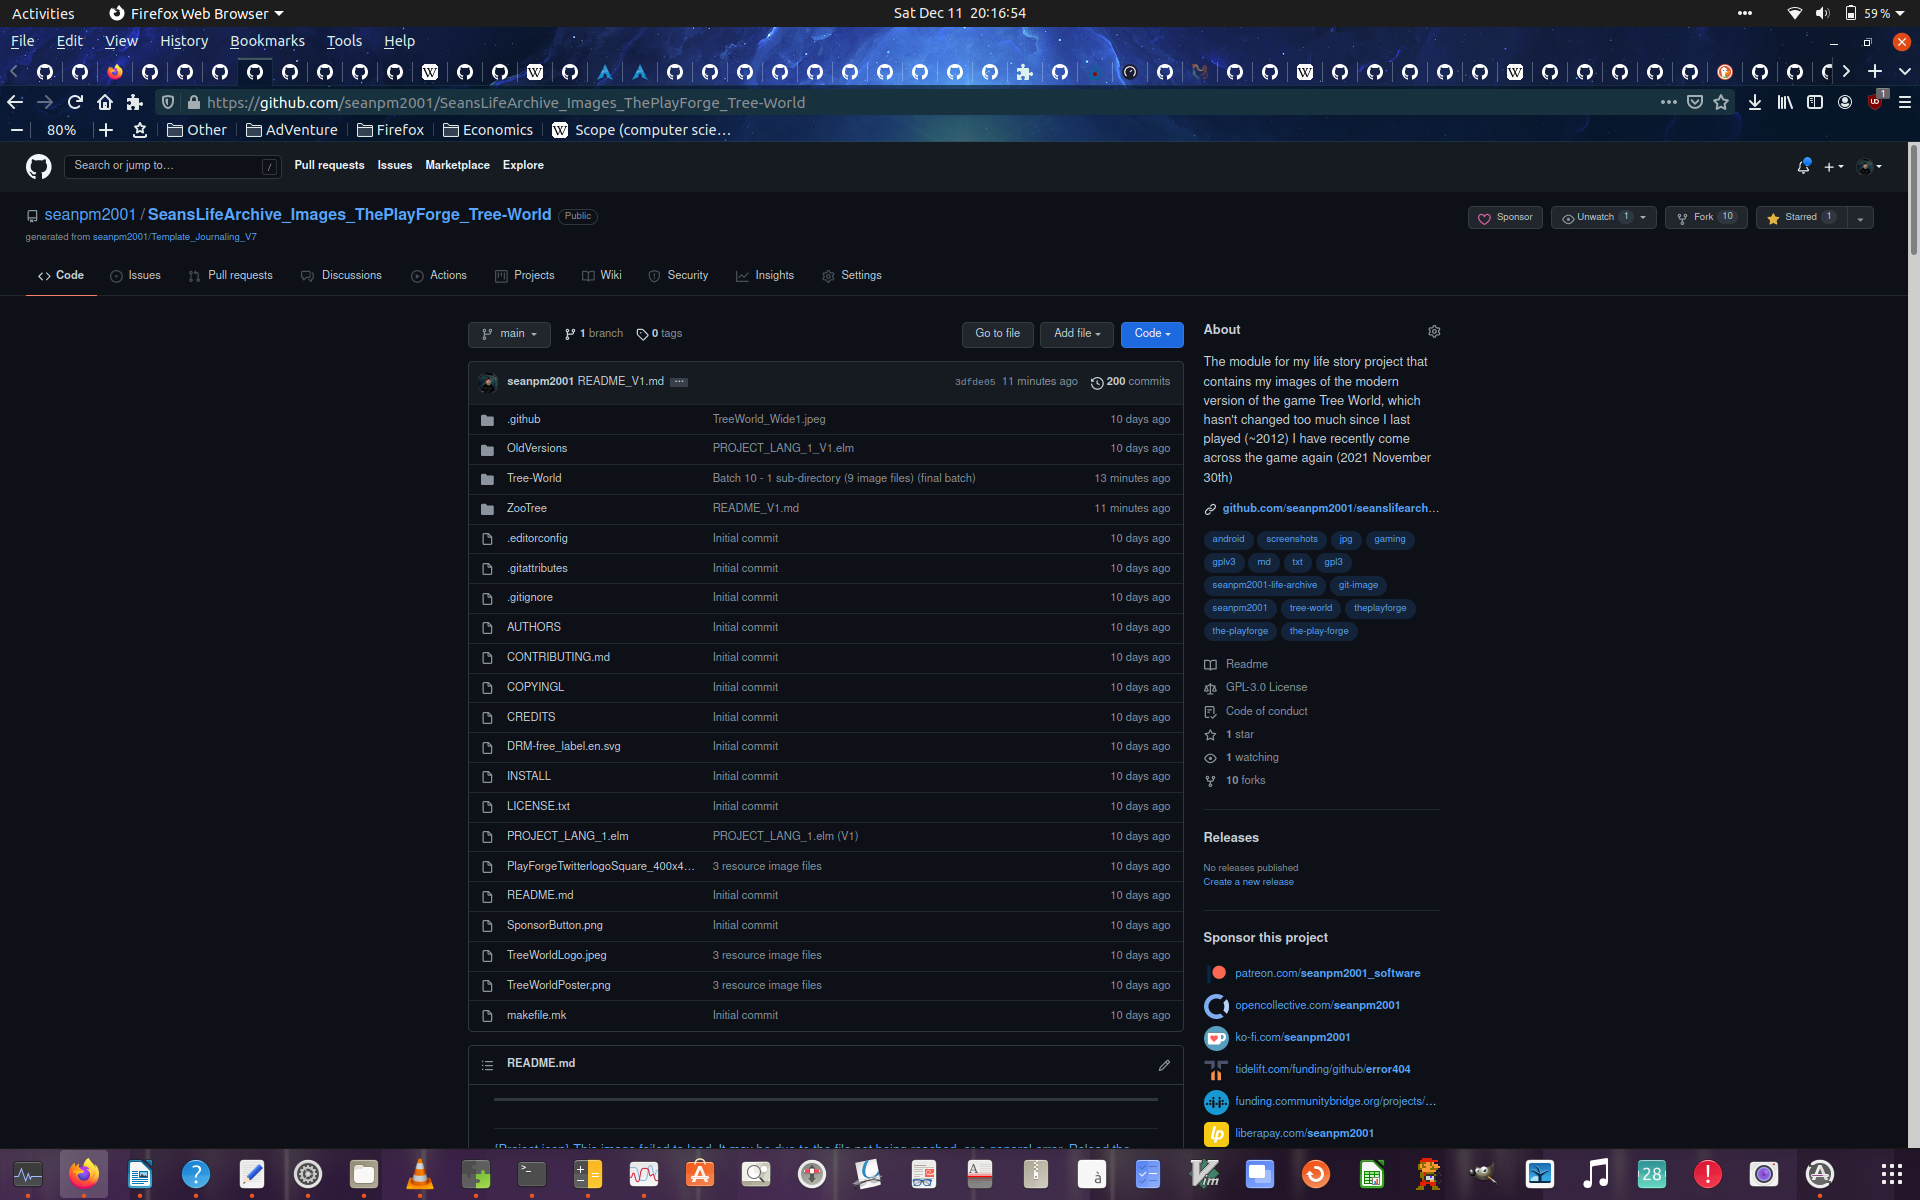 Activities Firefox Web Browser Sat Dec 11 20:16:54 59 %
File Edit View History Bookmarks Tools Help
https://github.com/seanpm2001/SeansLifeArchive_Images_ThePlayForge_Tree-World 1
80% Other AdVenture Firefox Economics Scope (computer scie…
Search or jump to… / Pull requests Issues Marketplace Explore
seanpm2001 / SeansLifeArchive_Images_ThePlayForge_Tree-World Public Sponsor Unwatch 1 Fork 10 Starred 1
generated from seanpm2001/Template_Journaling_V7
Code Issues Pull requests Discussions Actions Projects Wiki Security Insights Settings
main 1 branch 0 tags Go to file Add file Code
seanpm2001 README_V1.md 3dfde05 11 minutes ago 200 commits
.github TreeWorld_Wide1.jpeg 10 days ago
OldVersions PROJECT_LANG_1_V1.elm 10 days ago
Tree-World Batch 10 - 1 sub-directory (9 image files) (final batch) 13 minutes ago
ZooTree README_V1.md 11 minutes ago
.editorconfig Initial commit 10 days ago
.gitattributes Initial commit 10 days ago
.gitignore Initial commit 10 days ago
AUTHORS Initial commit 10 days ago
CONTRIBUTING.md Initial commit 10 days ago
COPYINGL Initial commit 10 days ago
CREDITS Initial commit 10 days ago
DRM-free_label.en.svg Initial commit 10 days ago
INSTALL Initial commit 10 days ago
LICENSE.txt Initial commit 10 days ago
PROJECT_LANG_1.elm PROJECT_LANG_1.elm (V1) 10 days ago
PlayForgeTwitterlogoSquare_400x4… 3 resource image files 10 days ago
README.md Initial commit 10 days ago
SponsorButton.png Initial commit 10 days ago
TreeWorldLogo.jpeg 3 resource image files 10 days ago
TreeWorldPoster.png 3 resource image files 10 days ago
makefile.mk Initial commit 10 days ago
README.md
About
The module for my life story project that
contains my images of the modern
version of the game Tree World, which
hasn't changed too much since I last
played (~2012) I have recently come
across the game again (2021 November
30th)
github.com/seanpm2001/seanslifearch…
android screenshots jpg gaming
gplv3 md txt gpl3
seanpm2001-life-archive git-image
seanpm2001 tree-world theplayforge
the-playforge the-play-forge
Readme
GPL-3.0 License
Code of conduct
1 star
1 watching
10 forks
Releases
No releases published
Create a new release
Sponsor this project
patreon.com/seanpm2001_software
opencollective.com/seanpm2001
ko-fi.com/seanpm2001
tidelift.com/funding/github/error404
funding.communitybridge.org/projects/…
liberapay.com/seanpm2001
28